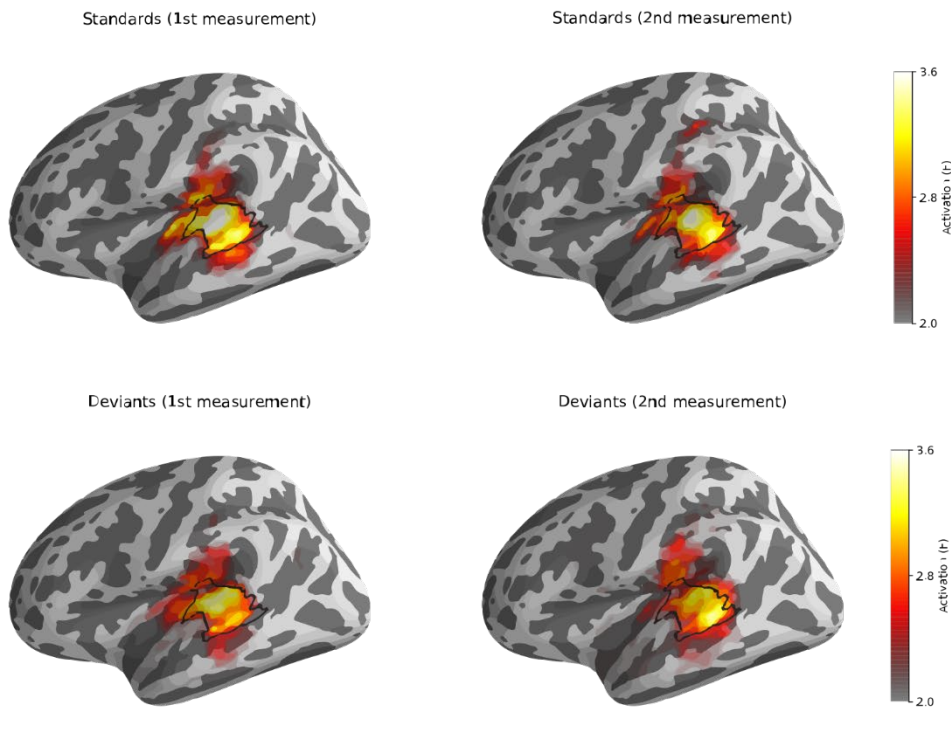 Standards (1st measurement)
Standards (2nd measurement)
3.6
2.8
2.0
Deviants (1st measurement)
Deviants (2nd measurement)
3.6
2.8
2.0